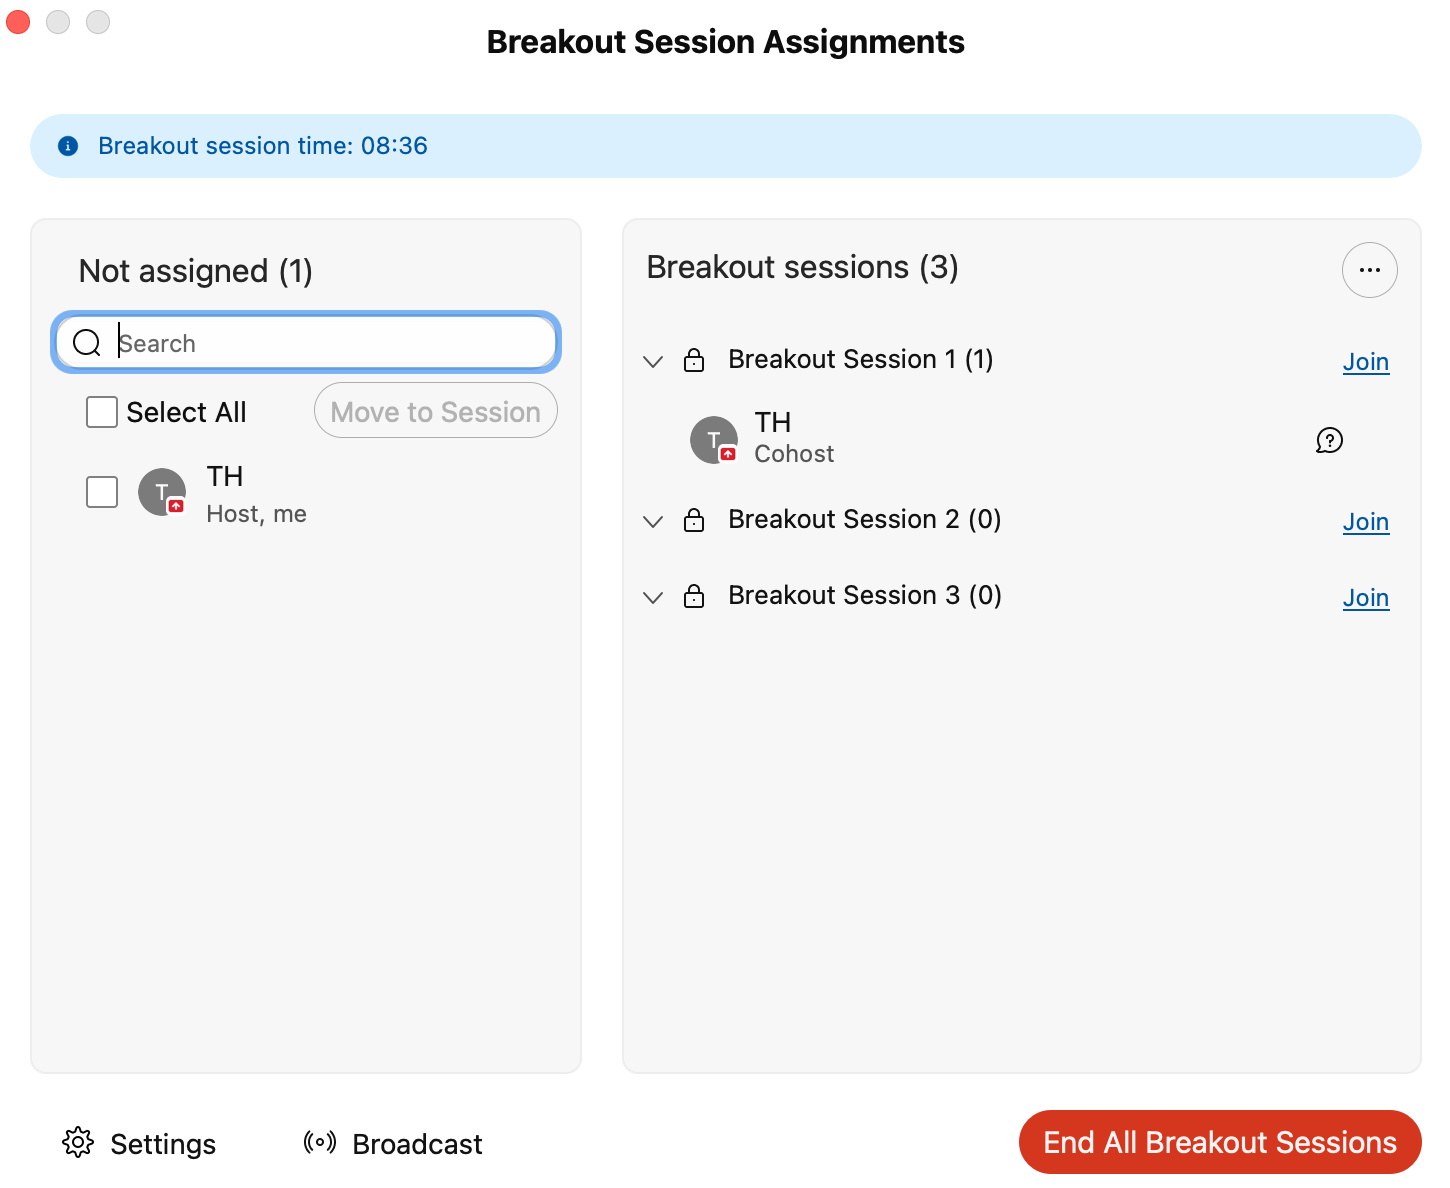 Breakout Session Assignments
Breakout session time: 08:36
Not assigned (1)
Search
Select All
Move to Session
T
TH
Host, me
Breakout sessions (3)
Breakout Session 1 (1)
Join
T
TH
Cohost
Breakout Session 2 (0)
Join
Breakout Session 3 (0)
Join
Settings
Broadcast
End All Breakout Sessions